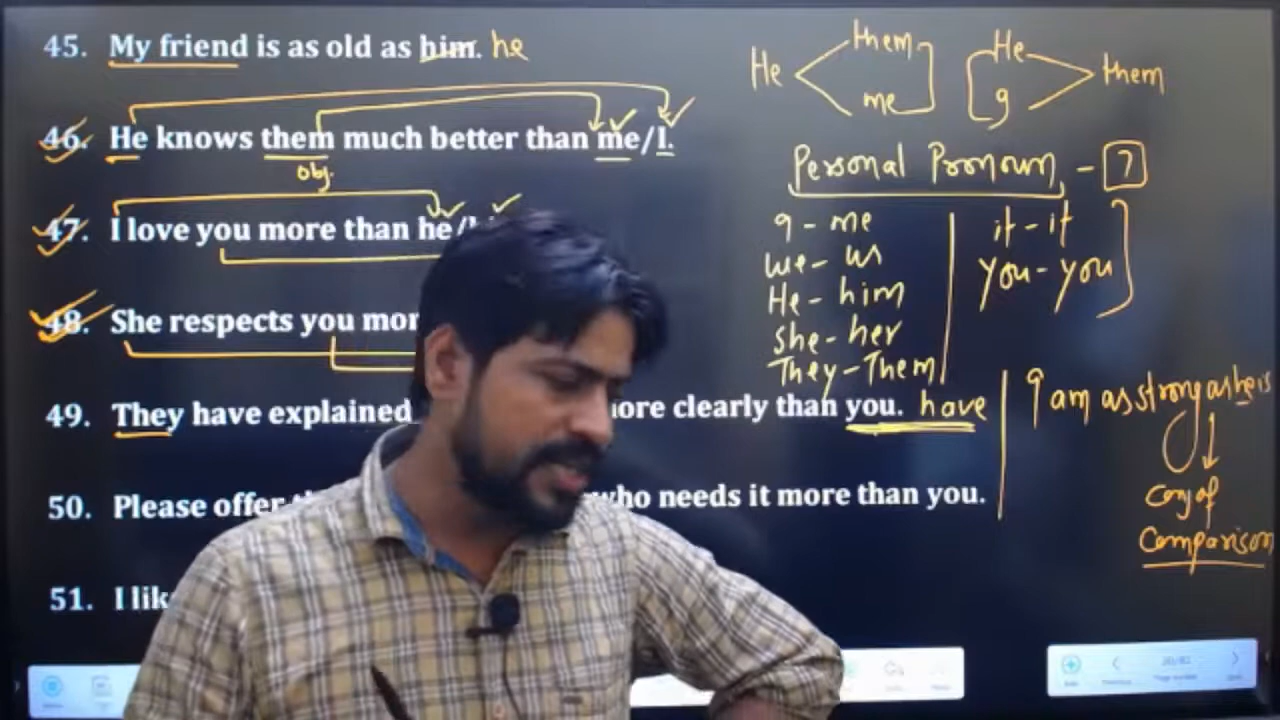 45. My friend is as old as him. he
46. He knows them much better than me/I.
obj.
47. I love you more than he/
48. She respects you mor
49. They have explained ore clearly than you. have
50. Please offer who needs it more than you.
51. I lik
He them me
He g them
Personal Pronoun - 7
g - me
we - us
He - him
she - her
They - Them
it - it
you - you
I am as strong as he is
Conj of
Comparison